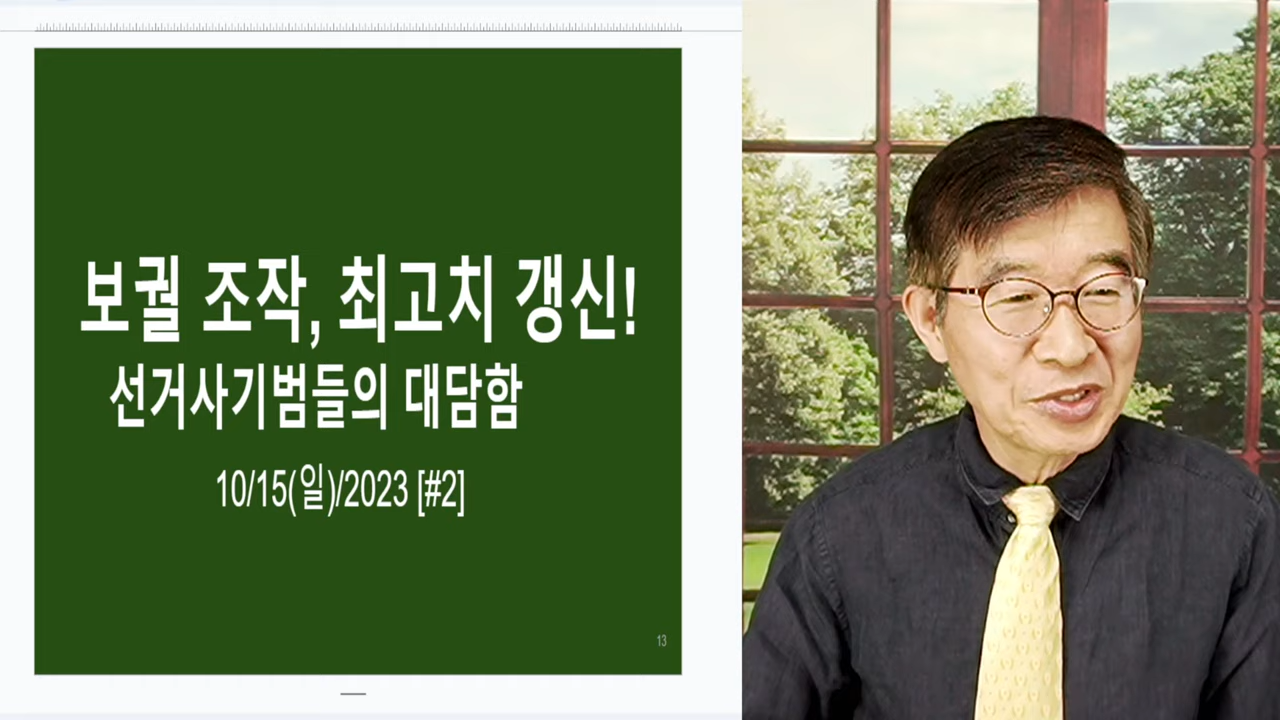 보궐 조작, 최고치 갱신!
선거사기범들의 대담함
10/15(일)/2023 [#2]
13